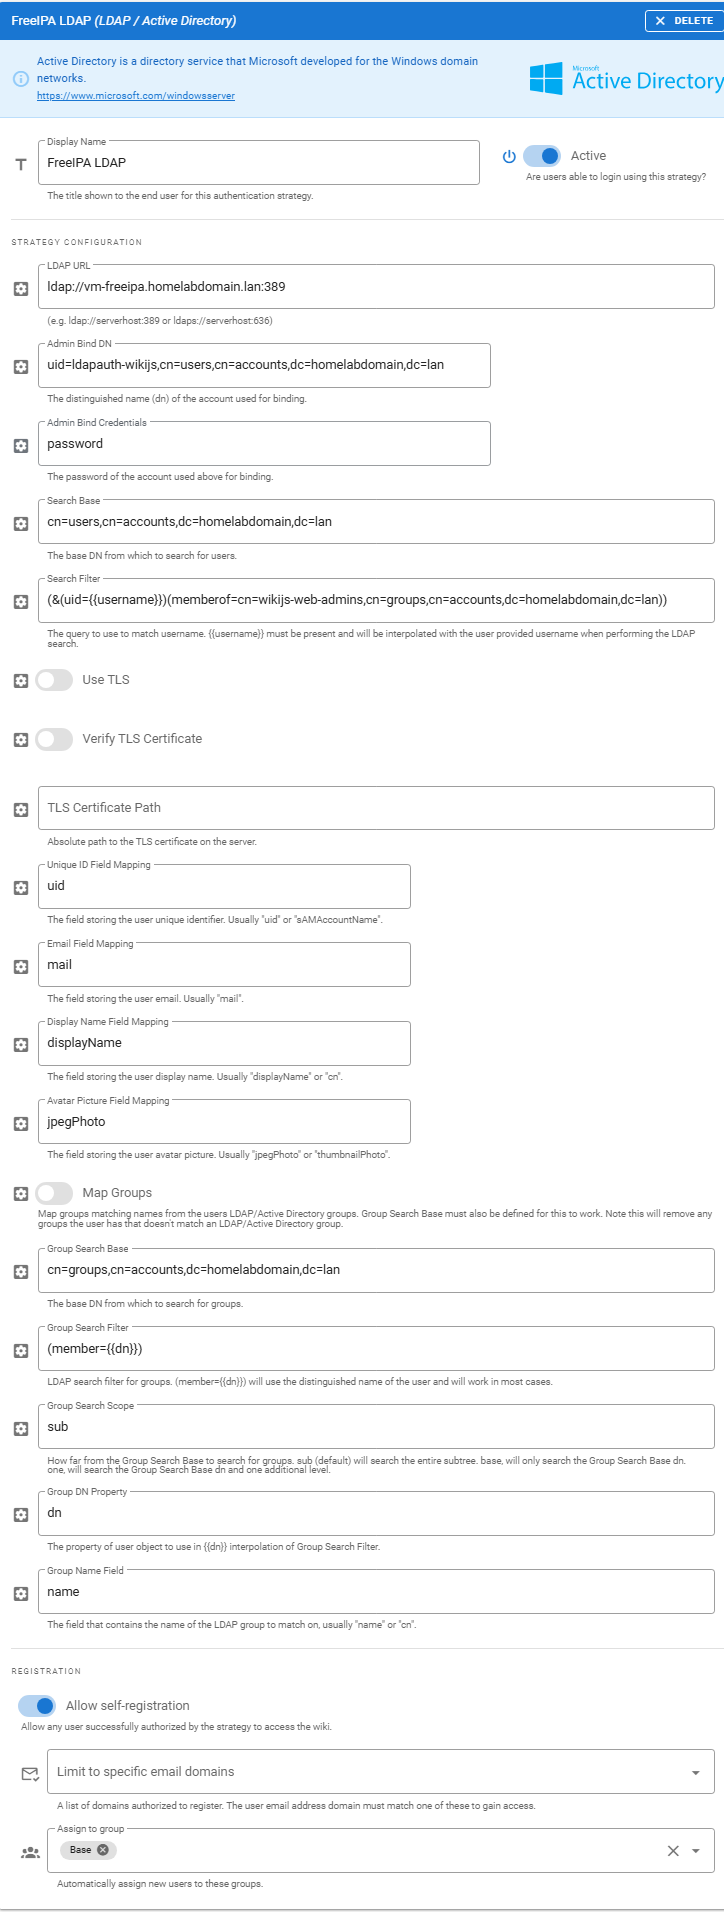 FreeIPA LDAP (LDAP / Active Directory)
DELETE
Active Directory is a directory service that Microsoft developed for the Windows domain
networks.
https://www.microsoft.com/windowsserver
Microsoft
Active Directory
Display Name
FreeIPA LDAP
The title shown to the end user for this authentication strategy.
Active
Are users able to login using this strategy?
STRATEGY CONFIGURATION
LDAP URL
ldap://vm-freeipa.homelabdomain.lan:389
(e.g. ldap://serverhost:389 or ldaps://serverhost:636)
Admin Bind DN
uid=ldapauth-wikijs,cn=users,cn=accounts,dc=homelabdomain,dc=lan
The distinguished name (dn) of the account used for binding.
Admin Bind Credentials
password
The password of the account used above for binding.
Search Base
cn=users,cn=accounts,dc=homelabdomain,dc=lan
The base DN from which to search for users.
Search Filter
(&(uid={{username}})(memberof=cn=wikijs-web-admins,cn=groups,cn=accounts,dc=homelabdomain,dc=lan))
The query to use to match username. {{username}} must be present and will be interpolated with the user provided username when performing the LDAP
search.
Use TLS
Verify TLS Certificate
TLS Certificate Path
Absolute path to the TLS certificate on the server.
Unique ID Field Mapping
uid
The field storing the user unique identifier. Usually "uid" or "sAMAccountName".
Email Field Mapping
mail
The field storing the user email. Usually "mail".
Display Name Field Mapping
displayName
The field storing the user display name. Usually "displayName" or "cn".
Avatar Picture Field Mapping
jpegPhoto
The field storing the user avatar picture. Usually "jpegPhoto" or "thumbnailPhoto".
Map Groups
Map groups matching names from the users LDAP/Active Directory groups. Group Search Base must also be defined for this to work. Note this will remove any
groups the user has that doesn't match an LDAP/Active Directory group.
Group Search Base
cn=groups,cn=accounts,dc=homelabdomain,dc=lan
The base DN from which to search for groups.
Group Search Filter
(member={{dn}})
LDAP search filter for groups. (member={{dn}}) will use the distinguished name of the user and will work in most cases.
Group Search Scope
sub
How far from the Group Search Base to search for groups. sub (default) will search the entire subtree. base, will only search the Group Search Base dn.
one, will search the Group Search Base dn and one additional level.
Group DN Property
dn
The property of user object to use in {{dn}} interpolation of Group Search Filter.
Group Name Field
name
The field that contains the name of the LDAP group to match on, usually "name" or "cn".
REGISTRATION
Allow self-registration
Allow any user successfully authorized by the strategy to access the wiki.
Limit to specific email domains
A list of domains authorized to register. The user email address domain must match one of these to gain access.
Assign to group
Base
Automatically assign new users to these groups.